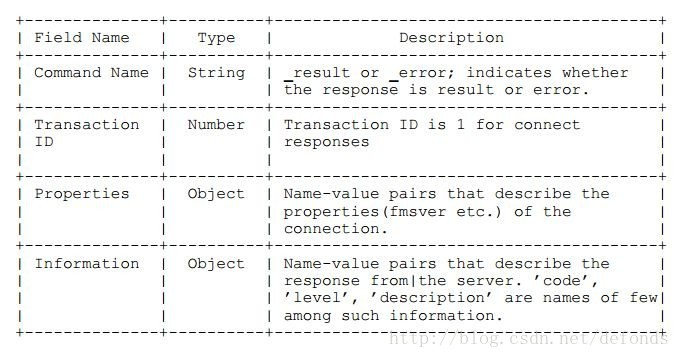 Field Name | Type | Description
Command Name | String | _result or _error; indicates whether
the response is result or error.
Transaction | Number | Transaction ID is 1 for connect
ID | | responses
Properties | Object | Name-value pairs that describe the
properties(fmsver etc.) of the
connection.
Information | Object | Name-value pairs that describe the
response from|the server. ’code’,
’level’, ’description’ are names of few
among such information.
http://blog.csdn.net/defonds